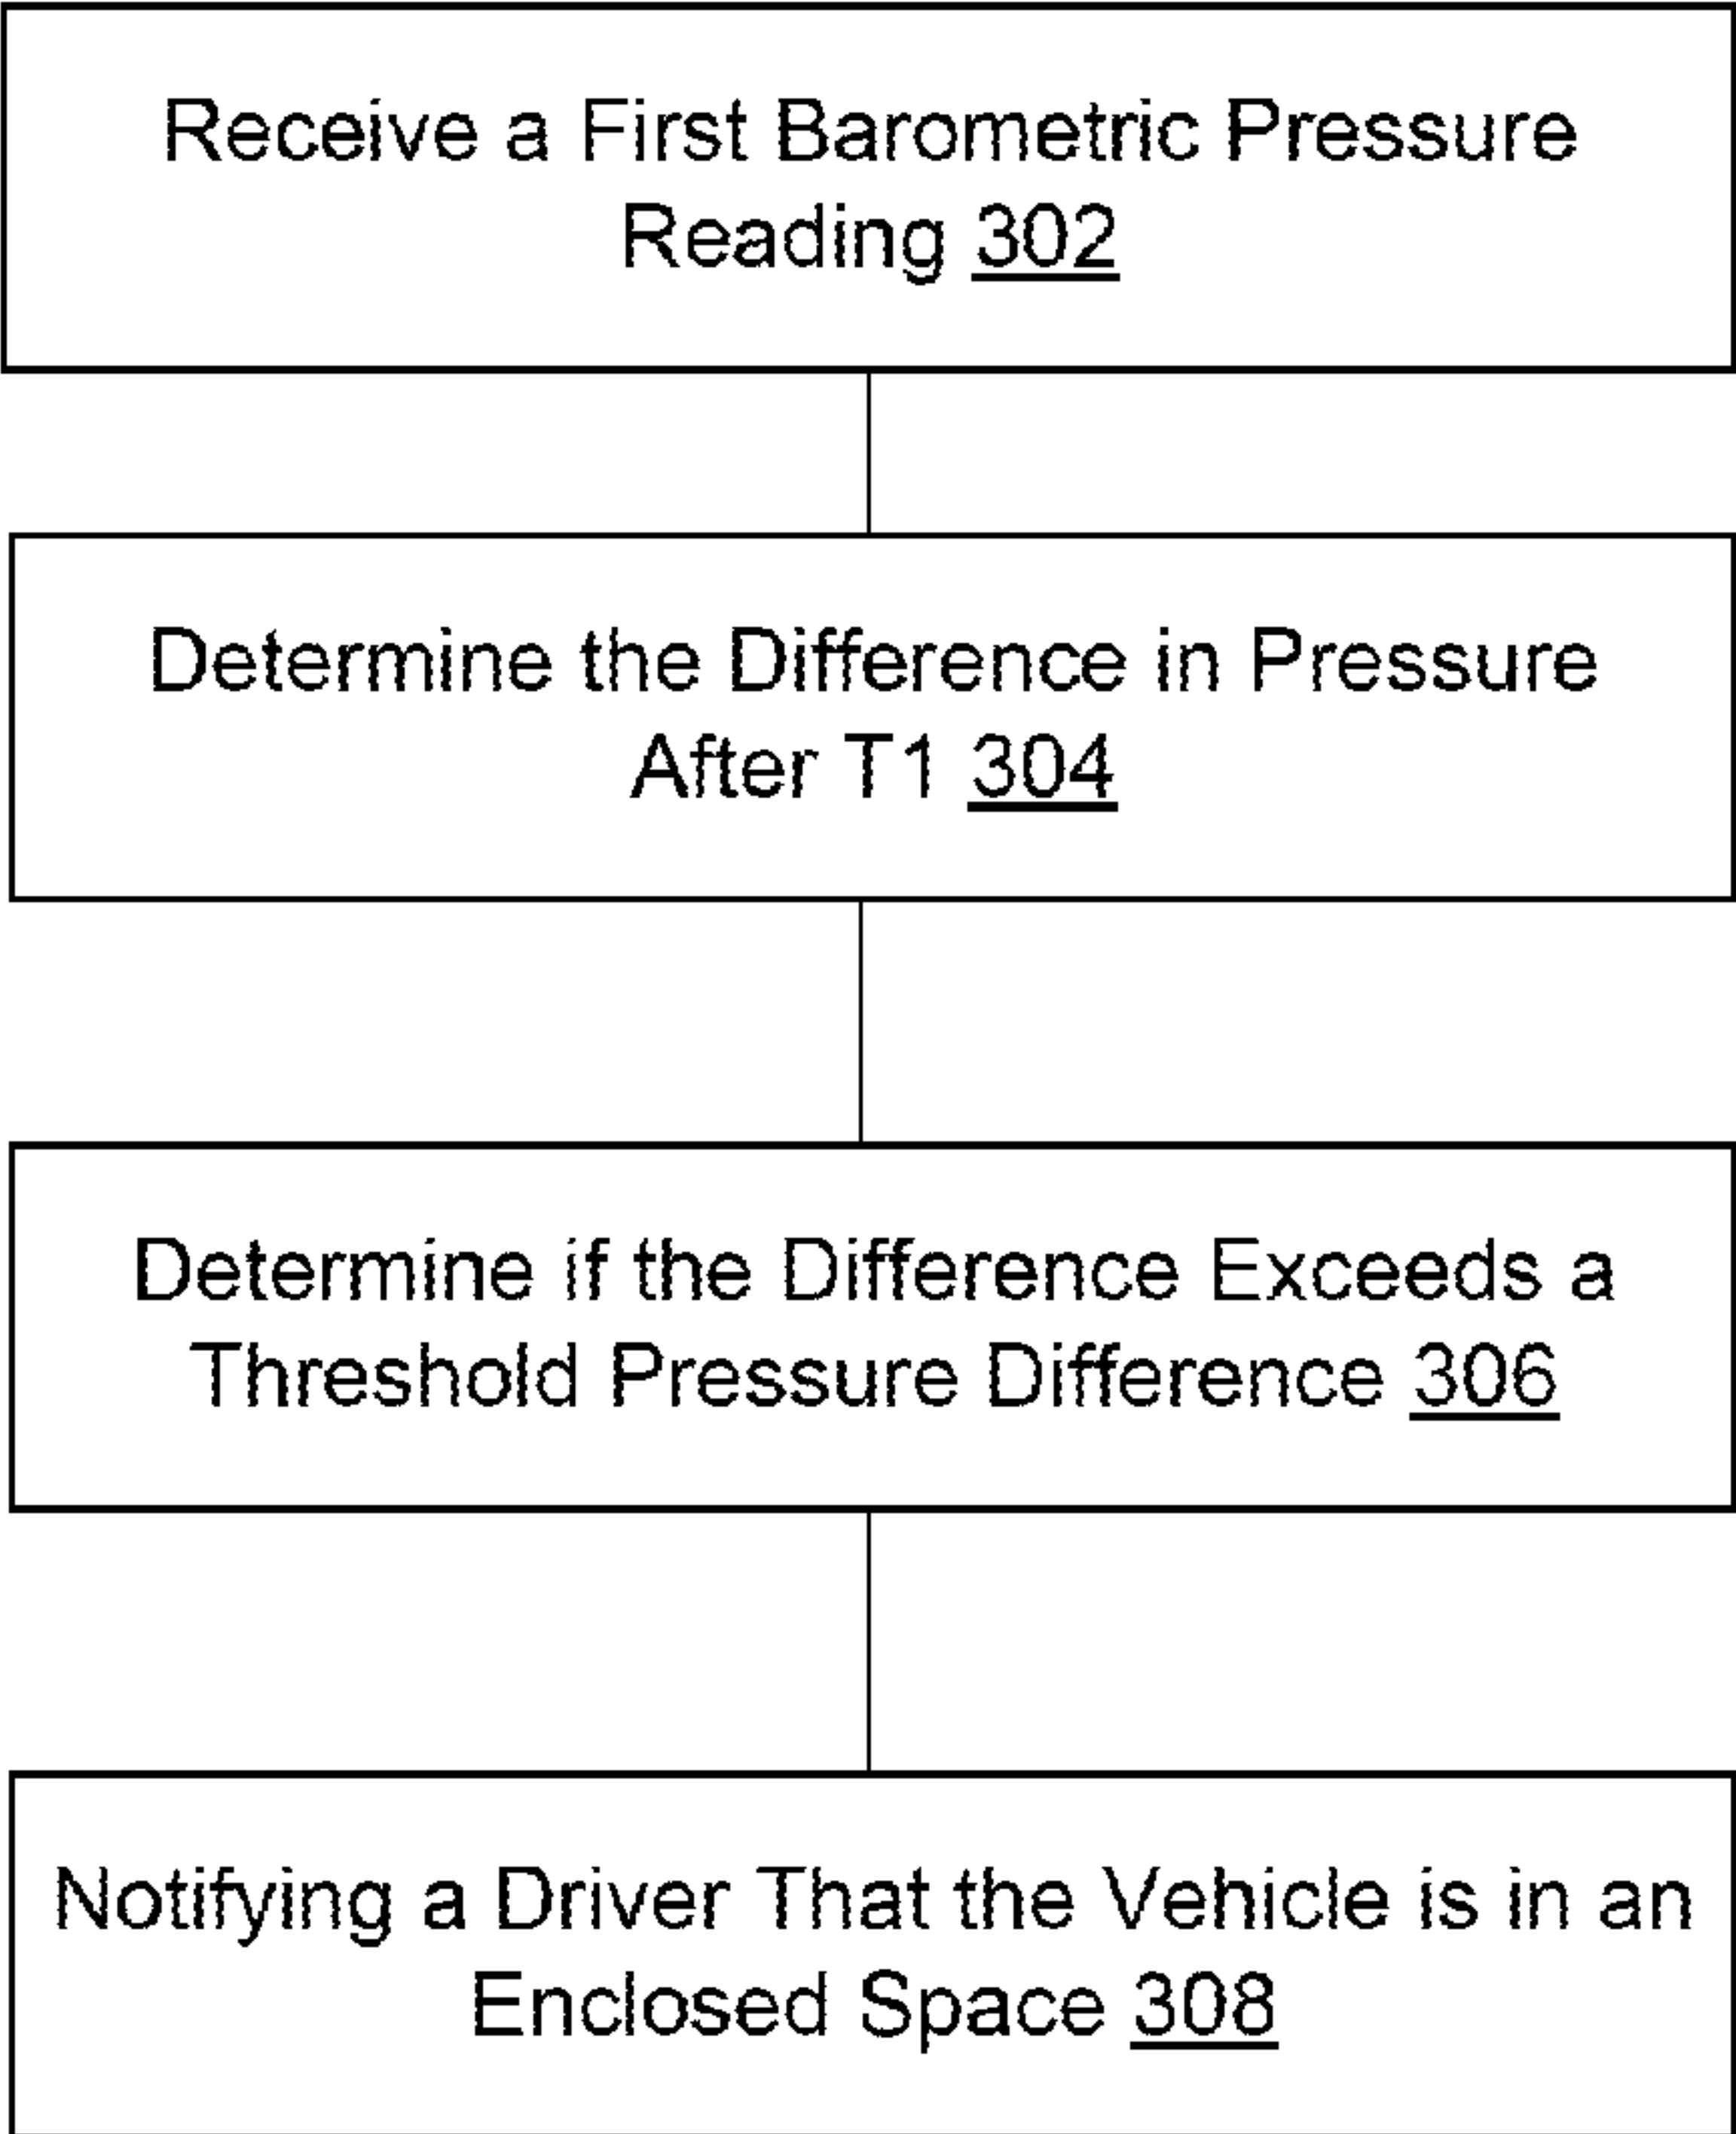 Receive a First Barometric Pressure
Reading 302
Determine the Difference in Pressure
After T1 304
Determine if the Difference Exceeds a
Threshold Pressure Difference 306
Notifying a Driver That the Vehicle is in an
Enclosed Space 308